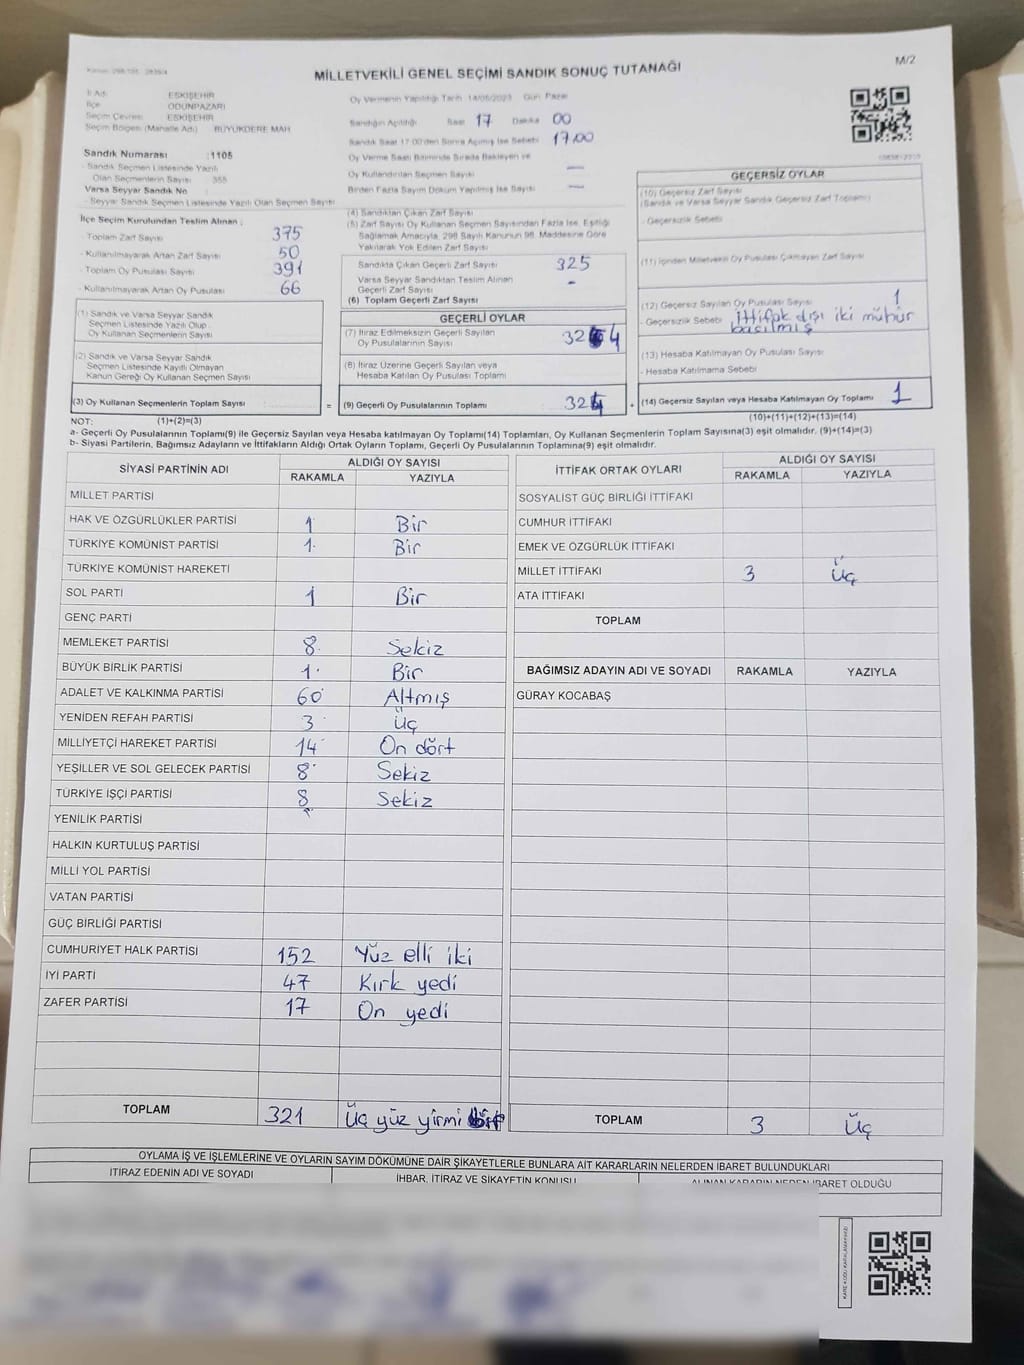 MİLLETVEKİLİ GENEL SEÇİMİ SANDIK SONUÇ TUTANAĞI
M/2
İl Adı ESKİŞEHİR
İlçe ODUNPAZARI
Seçim Çevresi ESKİŞEHİR
Seçim Bölgesi (Mahalle Adı) BÜYÜKDERE MAH
Sandık Numarası :1105
- Sandık Seçmen Listesinde Yazılı
Olan Seçmenlerin Sayısı 355
Varsa Seyyar Sandık No
- Seyyar Seçmen Listesinde Yazılı Olan Seçmen Sayısı
İlçe Seçim Kurulundan Teslim Alınan ;
- Toplam Zarf Sayısı 375
- Kullanılmayarak Artan Zarf Sayısı 50
- Toplam Oy Pusulası Sayısı 391
- Kullanılmayarak Artan Oy Pusulası 66
(1) Sandık ve Varsa Seyyar Sandık
Seçmen Listesinde Yazılı Olup
Oy Kullanan Seçmenlerin Sayısı
(2) Sandık ve Varsa Seyyar Sandık
Seçmen Listesinde Kayıtlı Olmayan
Kanun Gereği Oy Kullanan Seçmen Sayısı
(3) Oy Kullanan Seçmenlerin Toplam Sayısı =
Oy Vermenin Yapıldığı Tarih 14/05/2023 Gün Pazar
Sandığın Açıldığı Saat 17 Dakika 00
Sandık Saat 17:00'den Sonra Açılmış İse Sebebi 17.00
Oy Verme Saati Bitiminde Sırada Bekleyen ve
Oy Kullandırılan Seçmen Sayısı —
Birden Fazla Sayım Döküm Yapılmış İse Sayısı —
(4) Sandıktan Çıkan Zarf Sayısı
(5) Zarf Sayısı Oy Kullanan Seçmen Sayısından Fazla İse, Eşitliği
Sağlamak Amacıyla, 298 Sayılı Kanunun 98. Maddesine Göre
Yakılarak Yok Edilen Zarf Sayısı
Sandıkta Çıkan Geçerli Zarf Sayısı 325
Varsa Seyyar Sandıktan Teslim Alınan
Geçerli Zarf Sayısı -
(6) Toplam Geçerli Zarf Sayısı
GEÇERLİ OYLAR
(7) İtiraz Edilmeksizin Geçerli Sayılan
Oy Pusulalarının Sayısı 324
(8) İtiraz Üzerine Geçerli Sayılan veya
Hesaba Katılan Oy Pusulası Toplamı
(9) Geçerli Oy Pusulalarının Toplamı 324 +
GEÇERSİZ OYLAR
(10) Geçersiz Zarf Sayısı
(Sandık ve Varsa Seyyar Sandık Geçersiz Zarf Toplamı)
- Geçersizlik Sebebi
(11) İçinden Milletvekili Oy Pusulası Çıkmayan Zarf Sayısı
(12) Geçersiz Sayılan Oy Pusulası Sayısı 1
- Geçersizlik Sebebi İttifak dışı iki mühür
basılmış
(13) Hesaba Katılmayan Oy Pusulası Sayısı
- Hesaba Katılmama Sebebi
(14) Geçersiz Sayılan veya Hesaba Katılmayan Oy Toplamı 1
NOT: (1)+(2)=(3) (10)+(11)+(12)+(13)=(14)
a- Geçerli Oy Pusulalarının Toplamı(9) ile Geçersiz Sayılan veya Hesaba katılmayan Oy Toplamı(14) Toplamları, Oy Kullanan Seçmenlerin Toplam Sayısına(3) eşit olmalıdır. (9)+(14)=(3)
b- Siyasi Partilerin, Bağımsız Adayların ve İttifakların Aldığı Ortak Oyların Toplamı, Geçerli Oy Pusulalarının Toplamına(9) eşit olmalıdır.
SİYASİ PARTİNİN ADI ALDIĞI OY SAYISI
RAKAMLA YAZIYLA
MİLLET PARTİSİ
HAK VE ÖZGÜRLÜKLER PARTİSİ 1 Bir
TÜRKİYE KOMÜNİST PARTİSİ 1 Bir
TÜRKİYE KOMÜNİST HAREKETİ
SOL PARTİ 1 Bir
GENÇ PARTİ
MEMLEKET PARTİSİ 8 Sekiz
BÜYÜK BİRLİK PARTİSİ 1 Bir
ADALET VE KALKINMA PARTİSİ 60 Altmış
YENİDEN REFAH PARTİSİ 3 Üç
MİLLİYETÇİ HAREKET PARTİSİ 14 On dört
YEŞİLLER VE SOL GELECEK PARTİSİ 8 Sekiz
TÜRKİYE İŞÇİ PARTİSİ 8 Sekiz
YENİLİK PARTİSİ
HALKIN KURTULUŞ PARTİSİ
MİLLİ YOL PARTİSİ
VATAN PARTİSİ
GÜÇ BİRLİĞİ PARTİSİ
CUMHURİYET HALK PARTİSİ 152 Yüz elli iki
İYİ PARTİ 47 Kırk yedi
ZAFER PARTİSİ 17 On yedi
TOPLAM 321 Üç yüz yirmi
İTTİFAK ORTAK OYLARI ALDIĞI OY SAYISI
RAKAMLA YAZIYLA
SOSYALİST GÜÇ BİRLİĞİ İTTİFAKI
CUMHUR İTTİFAKI
EMEK VE ÖZGÜRLÜK İTTİFAKI
MİLLET İTTİFAKI 3 Üç
ATA İTTİFAKI
TOPLAM
BAĞIMSIZ ADAYIN ADI VE SOYADI RAKAMLA YAZIYLA
GÜRAY KOCABAŞ
TOPLAM 3 Üç
OYLAMA İŞ VE İŞLEMLERİNE VE OYLARIN SAYIM DÖKÜMÜNE DAİR ŞİKAYETLERLE BUNLARA AİT KARARLARIN NELERDEN İBARET BULUNDUKLARI
İTİRAZ EDENİN ADI VE SOYADI İHBAR, İTİRAZ VE ŞİKAYETİN KONUSU ALINAN KARARIN NEDEN İBARET OLDUĞU